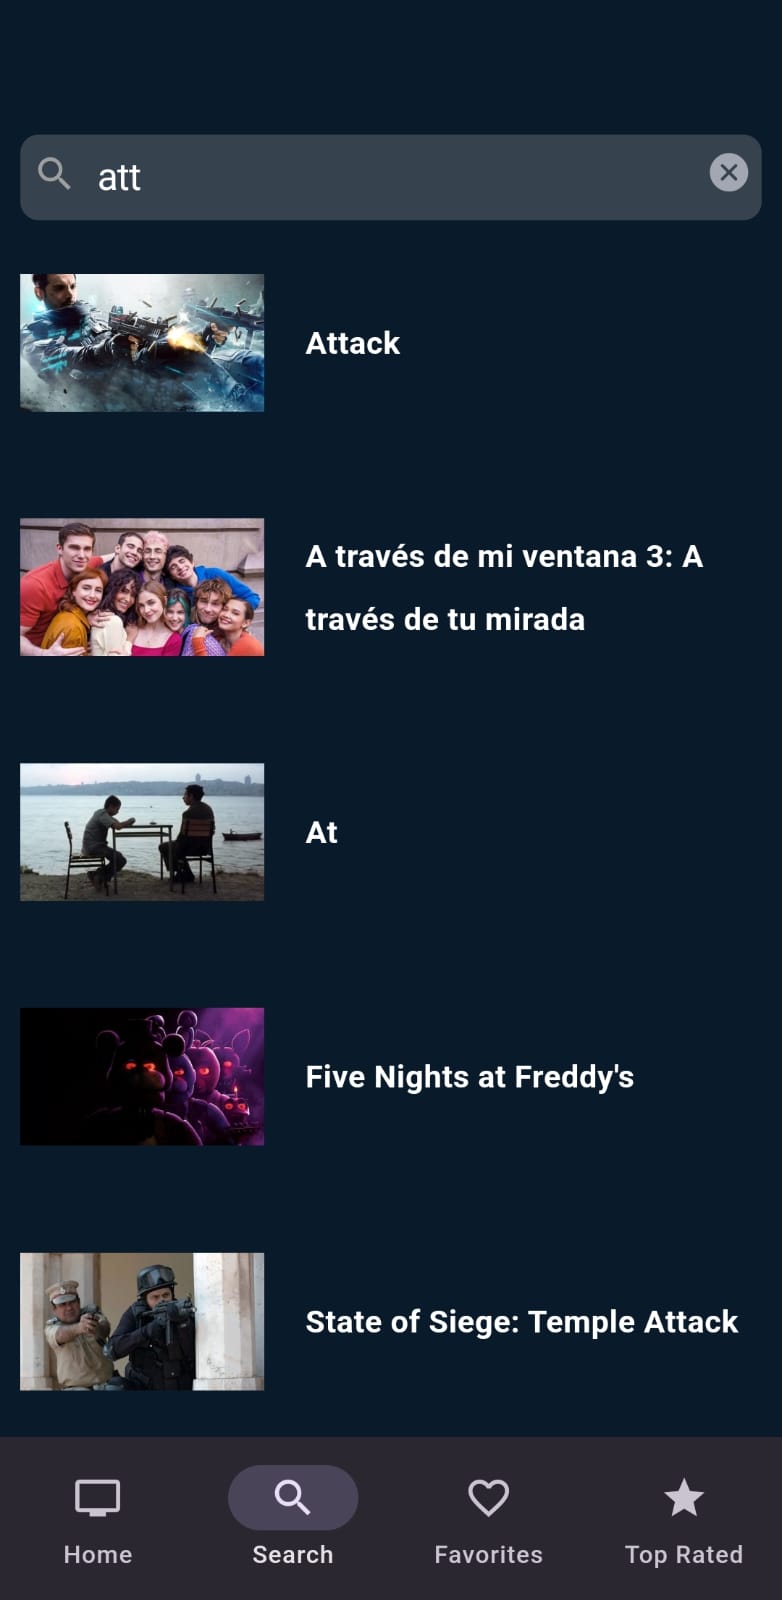 att
Attack
A través de mi ventana 3: A
través de tu mirada
At
Five Nights at Freddy's
State of Siege: Temple Attack
Home
Search
Favorites
Top Rated